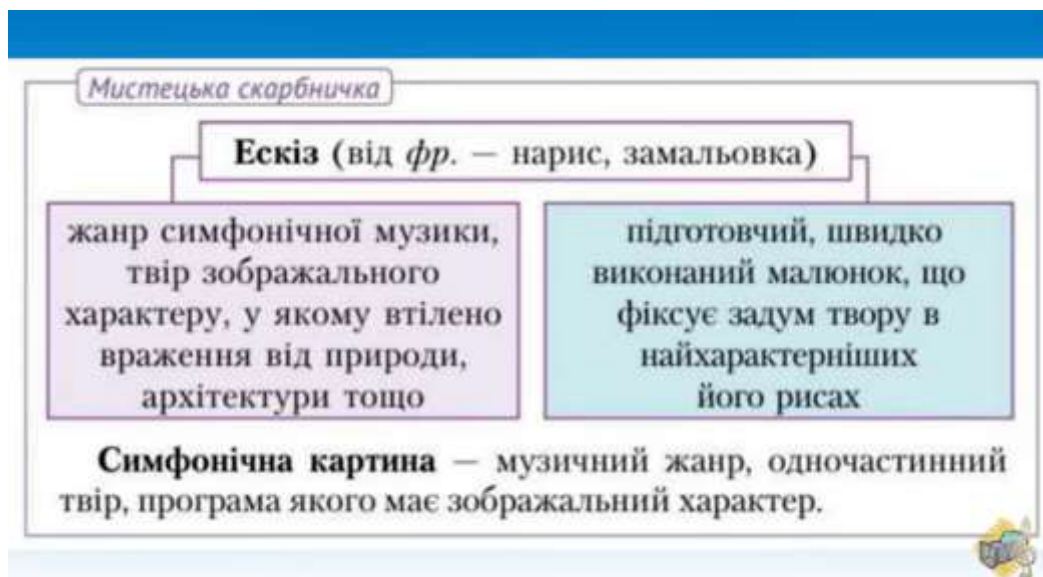 Мистецька скарбничка
Ескіз (від фр. — нарис, замальовка)
жанр симфонічної музики,
твір зображального
характеру, у якому втілено
враження від природи,
архітектури тощо
підготовчий, швидко
виконаний малюнок, що
фіксує задум твору в
найхарактерніших
його рисах
Симфонічна картина — музичний жанр, одночастинний
твір, програма якого має зображальний характер.